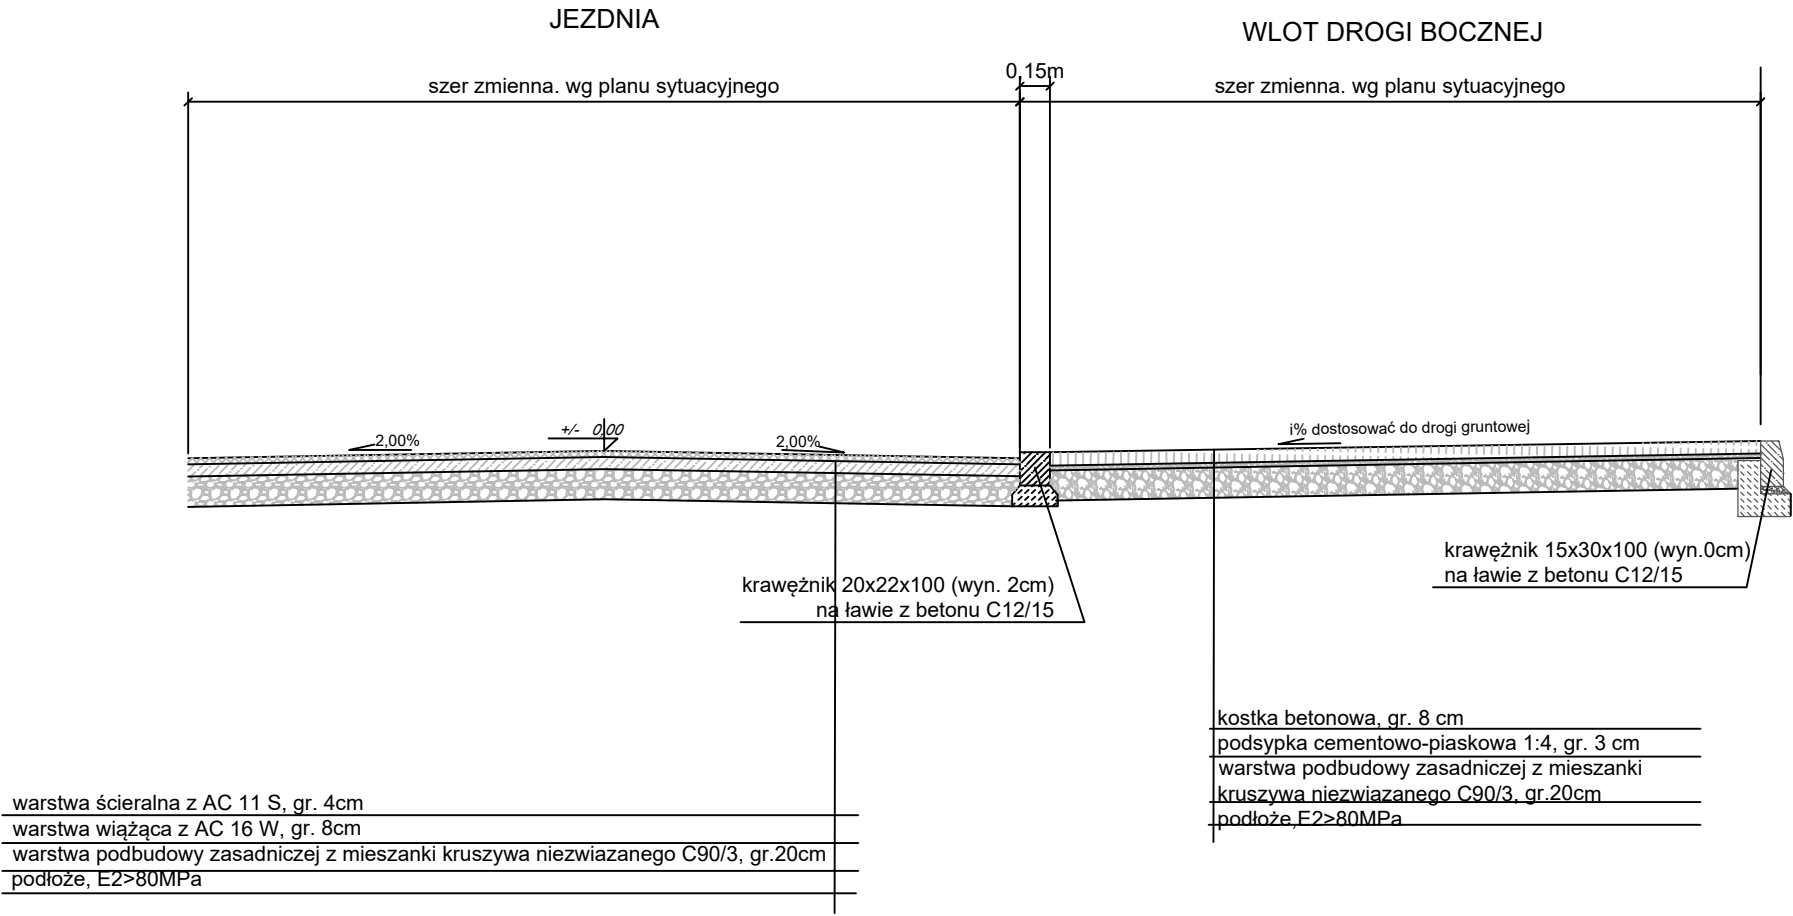 JEZDNIA
WLOT DROGI BOCZNEJ
0,15m
szer zmienna. wg planu sytuacyjnego
szer zmienna. wg planu sytuacyjnego
2,00%
+/- 0,00
2,00%
i% dostosować do drogi gruntowej
krawężnik 15x30x100 (wyn.0cm)
na ławie z betonu C12/15
krawężnik 20x22x100 (wyn. 2cm)
na ławie z betonu C12/15
kostka betonowa, gr. 8 cm
podsypka cementowo-piaskowa 1:4, gr. 3 cm
warstwa podbudowy zasadniczej z mieszanki
kruszywa niezwiazanego C90/3, gr.20cm
podłoże,E2>80MPa
warstwa ścieralna z AC 11 S, gr. 4cm
warstwa wiążąca z AC 16 W, gr. 8cm
warstwa podbudowy zasadniczej z mieszanki kruszywa niezwiazanego C90/3, gr.20cm
podłoże, E2>80MPa